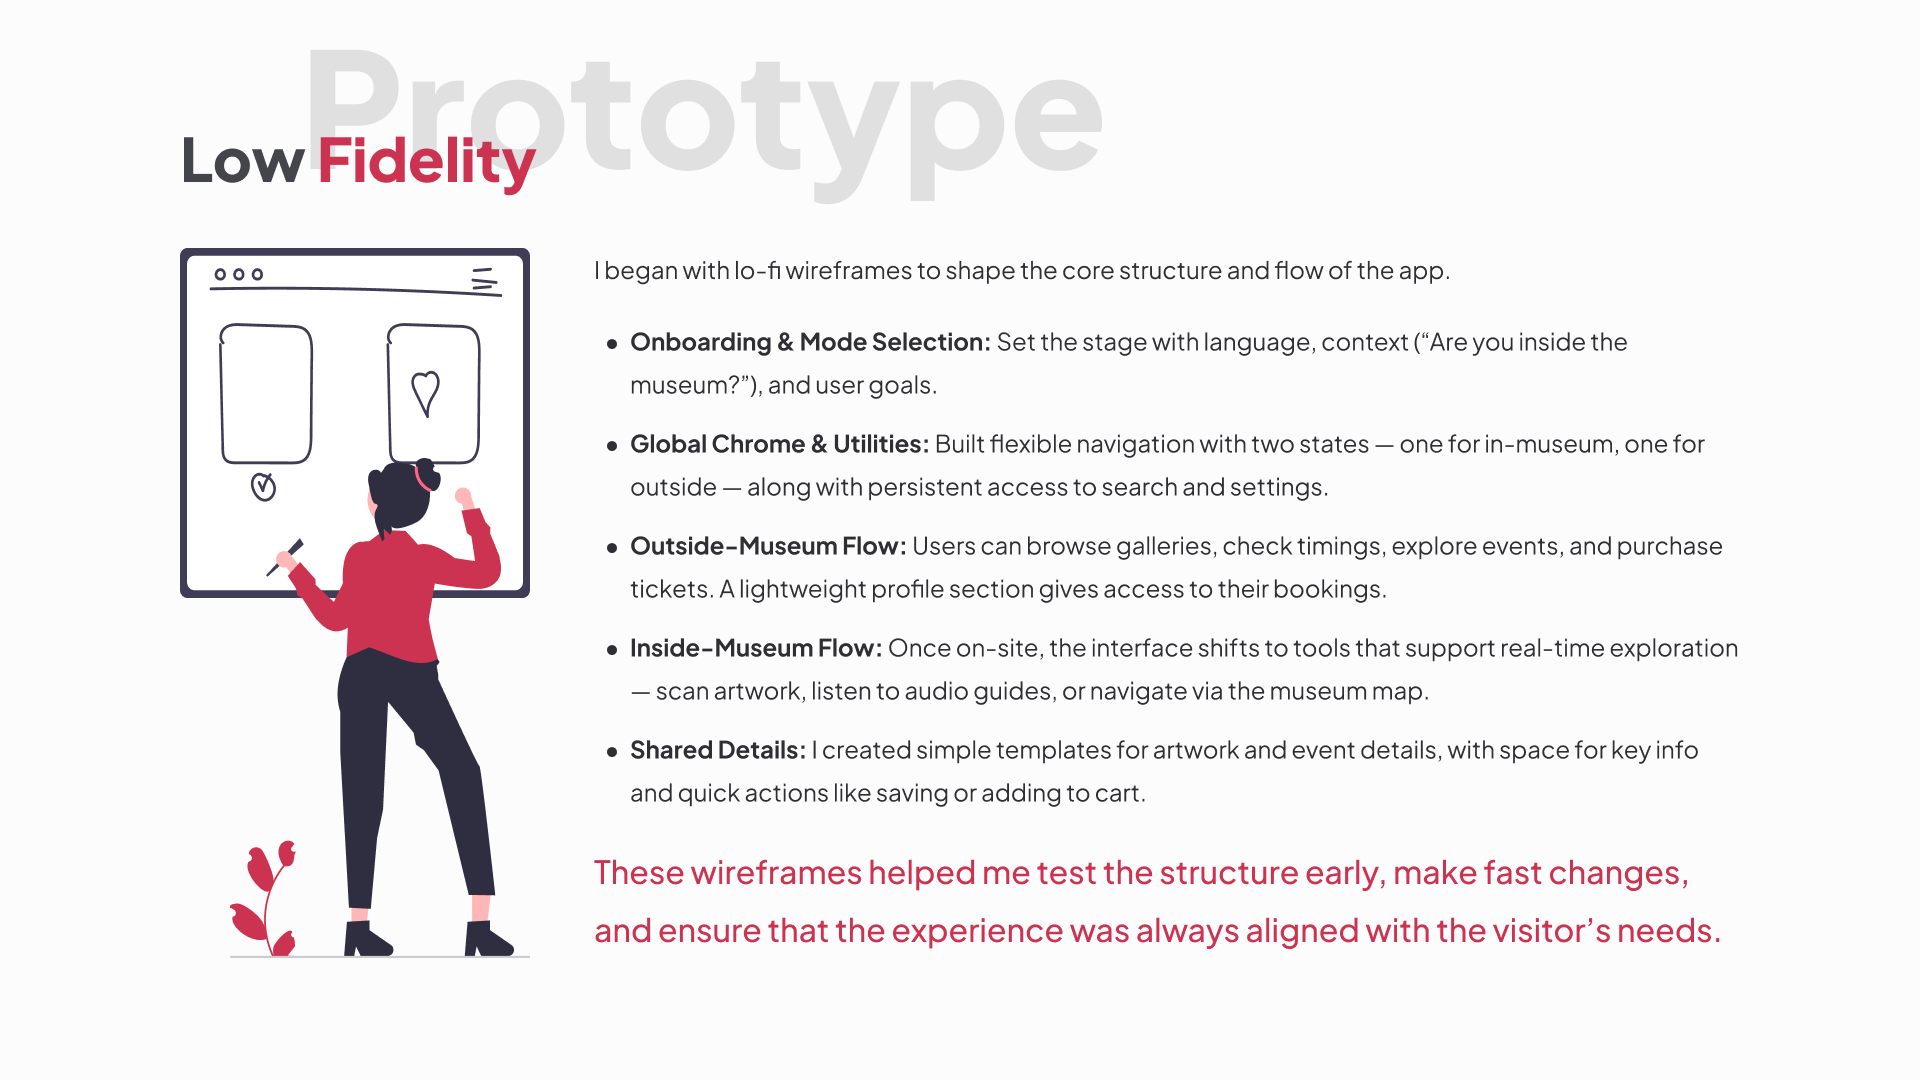 Prototype
Low Fidelity
I began with lo-fi wireframes to shape the core structure and flow of the app.
• Onboarding & Mode Selection: Set the stage with language, context (“Are you inside the
museum?”), and user goals.
• Global Chrome & Utilities: Built flexible navigation with two states — one for in-museum, one for
outside — along with persistent access to search and settings.
• Outside-Museum Flow: Users can browse galleries, check timings, explore events, and purchase
tickets. A lightweight profile section gives access to their bookings.
• Inside-Museum Flow: Once on-site, the interface shifts to tools that support real-time exploration
— scan artwork, listen to audio guides, or navigate via the museum map.
• Shared Details: I created simple templates for artwork and event details, with space for key info
and quick actions like saving or adding to cart.
These wireframes helped me test the structure early, make fast changes,
and ensure that the experience was always aligned with the visitor’s needs.